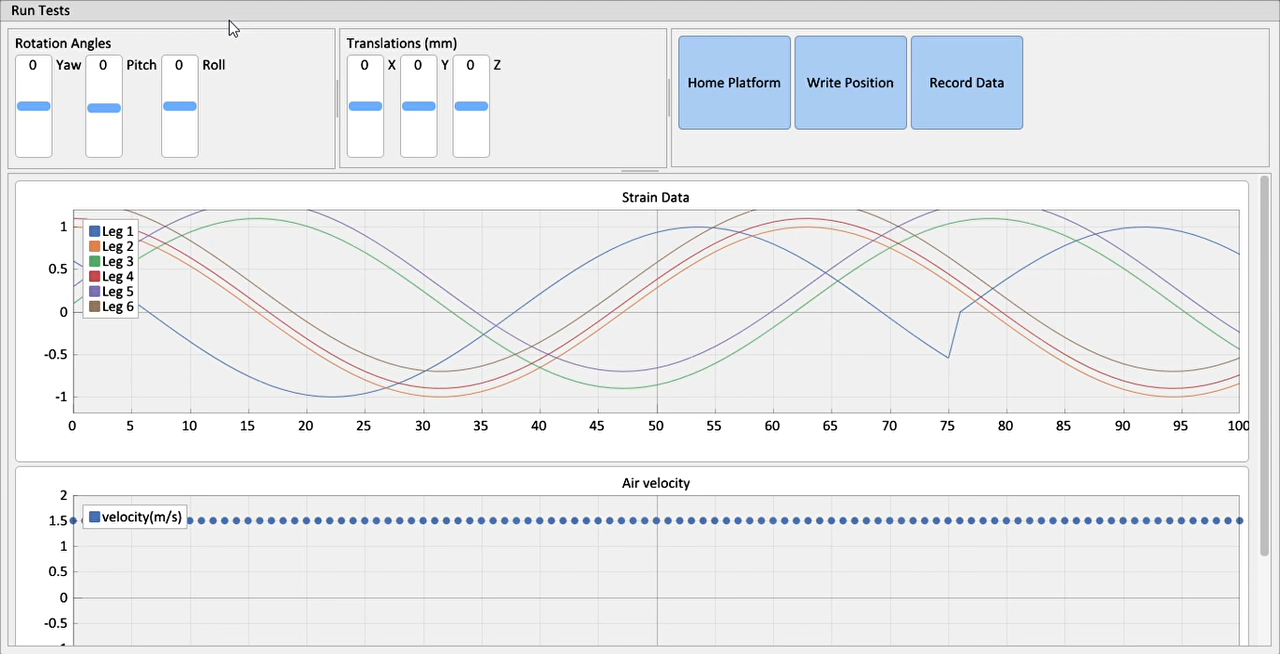 Run Tests
Rotation Angles
0 Yaw 0 Pitch 0 Roll
Translations (mm)
0 X 0 Y 0 Z
Home Platform
Write Position
Record Data
Strain Data
1
0.5
0
-0.5
-1
Leg 1
Leg 2
Leg 3
Leg 4
Leg 5
Leg 6
0 5 10 15 20 25 30 35 40 45 50 55 60 65 70 75 80 85 90 95 100
Air velocity
2
1.5
1
0.5
0
-0.5
velocity(m/s)